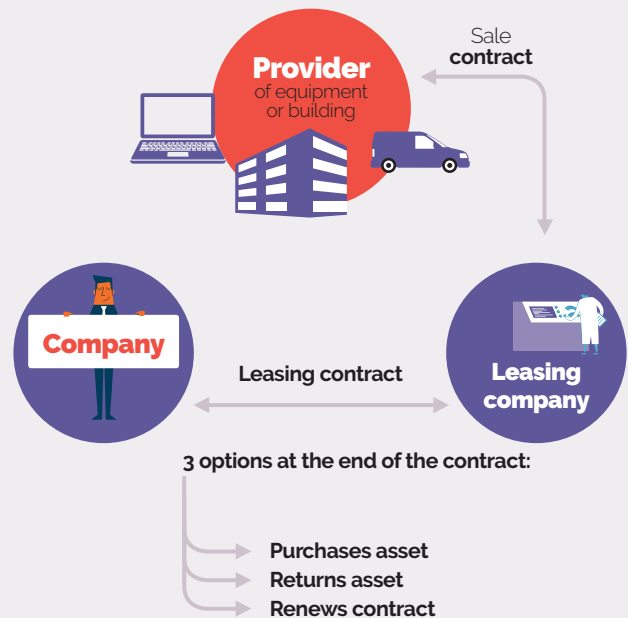 Sale
contract
Provider
of equipment
or building
Company
Leasing contract
Leasing
company
3 options at the end of the contract:
Purchases asset
Returns asset
Renews contract